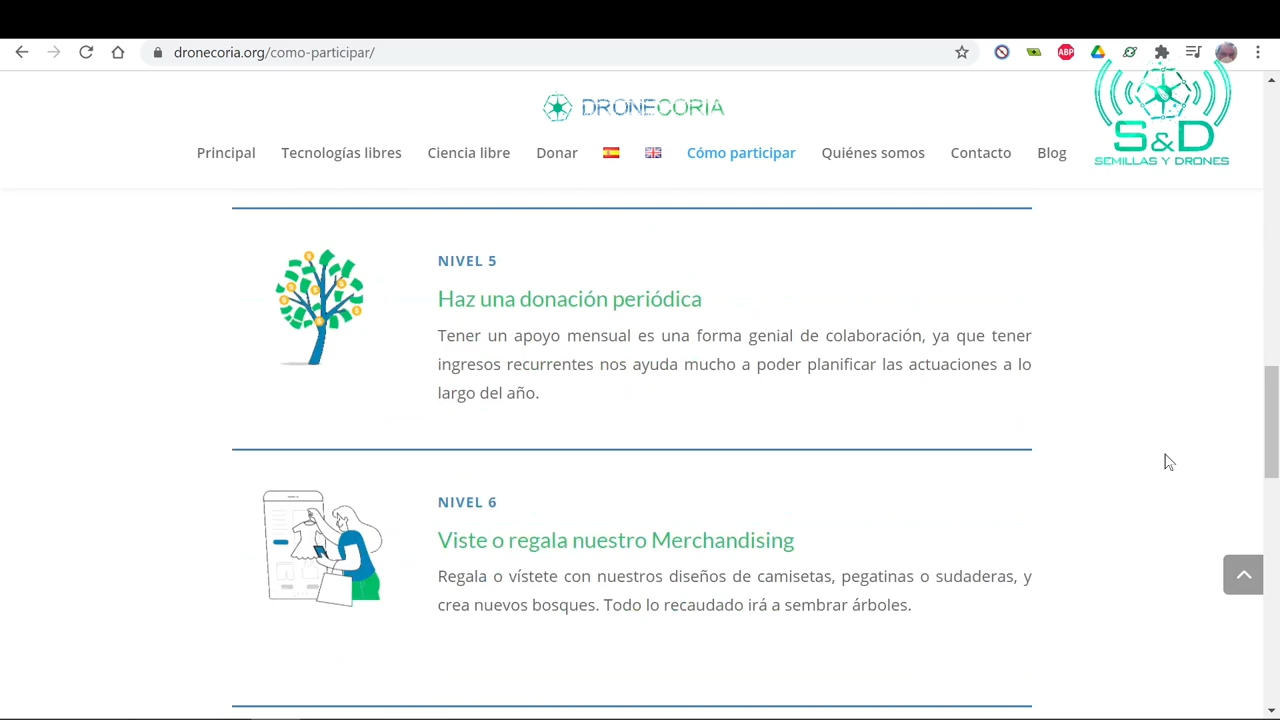 dronecoria.org/como-participar/
ABP
DRONECORIA
S&D
SEMILLAS Y DRONES
Principal Tecnologías libres Ciencia libre Donar Cómo participar Quiénes somos Contacto Blog
NIVEL 5
Haz una donación periódica
Tener un apoyo mensual es una forma genial de colaboración, ya que tener
ingresos recurrentes nos ayuda mucho a poder planificar las actuaciones a lo
largo del año.
NIVEL 6
Viste o regala nuestro Merchandising
Regala o vístete con nuestros diseños de camisetas, pegatinas o sudaderas, y
crea nuevos bosques. Todo lo recaudado irá a sembrar árboles.